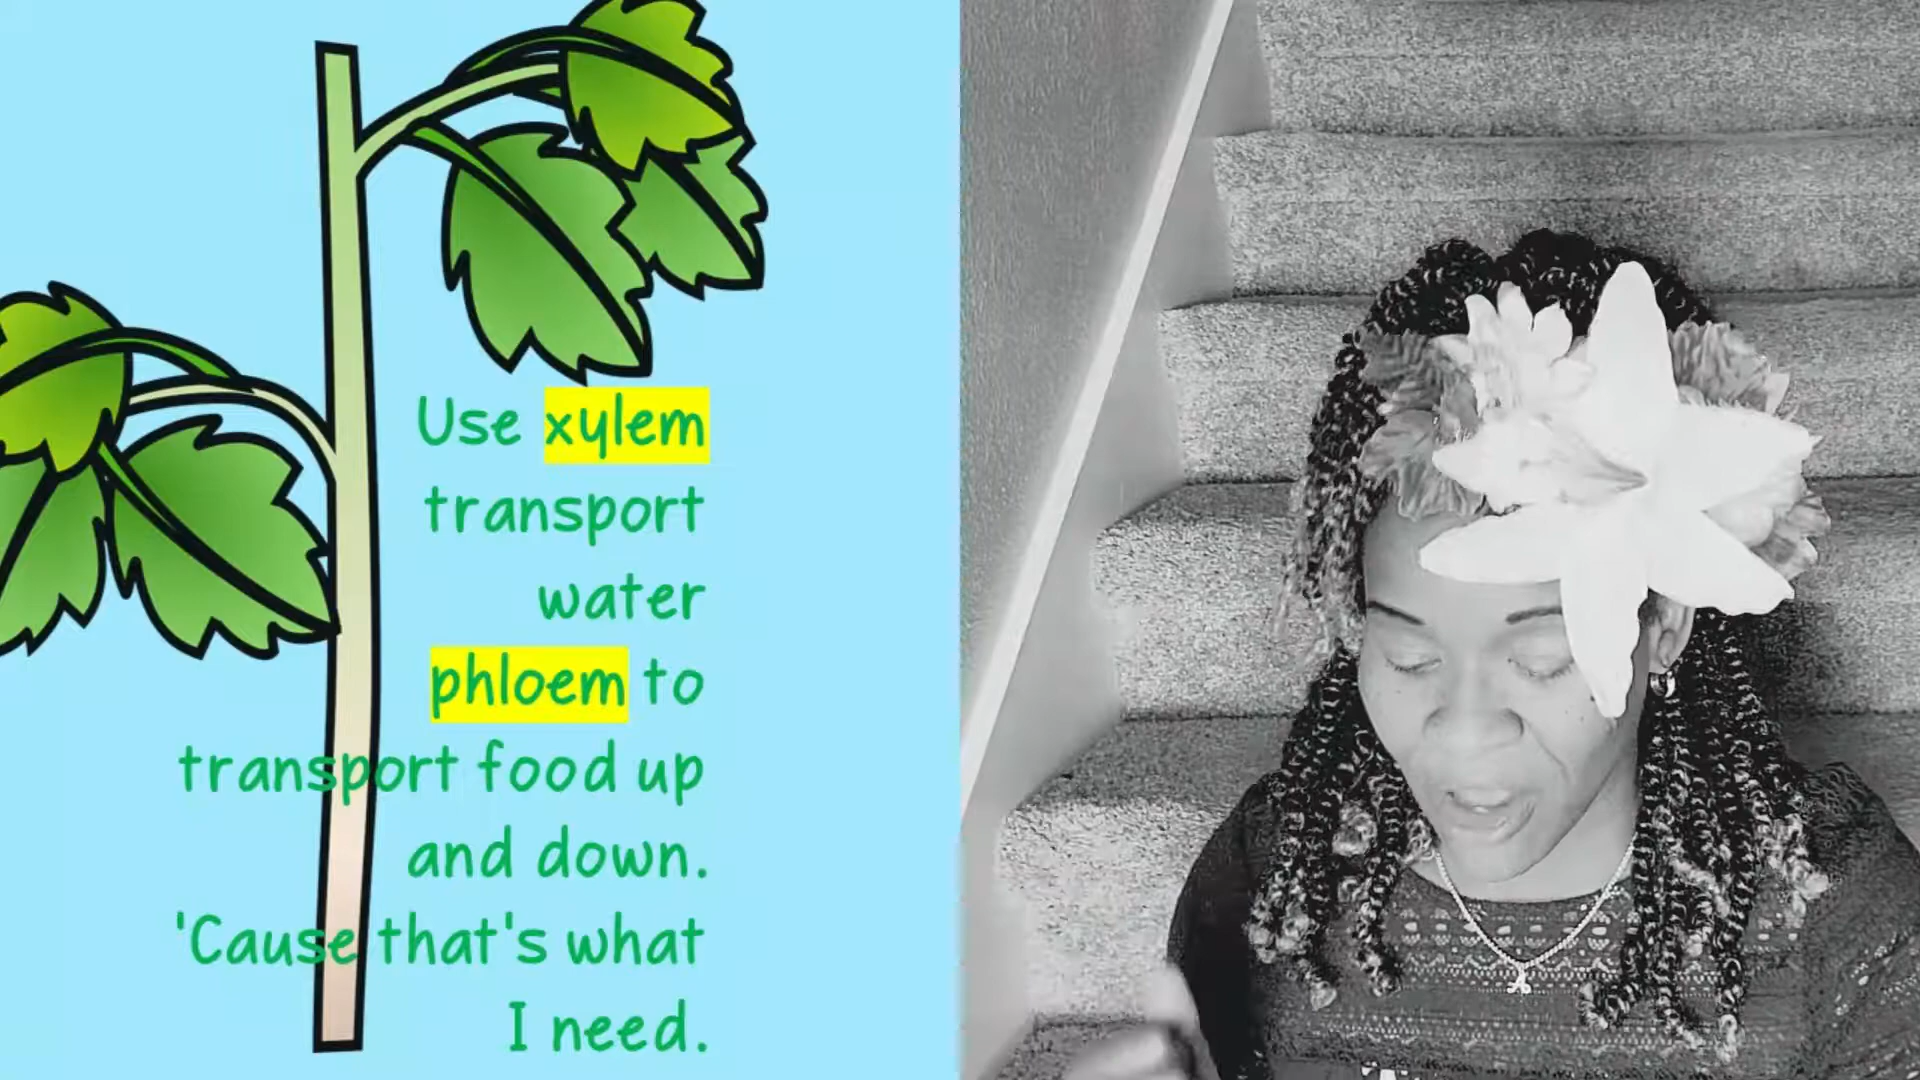 Use xylem
transport
water
phloem to
transport food up
and down.
'Cause that's what
I need.